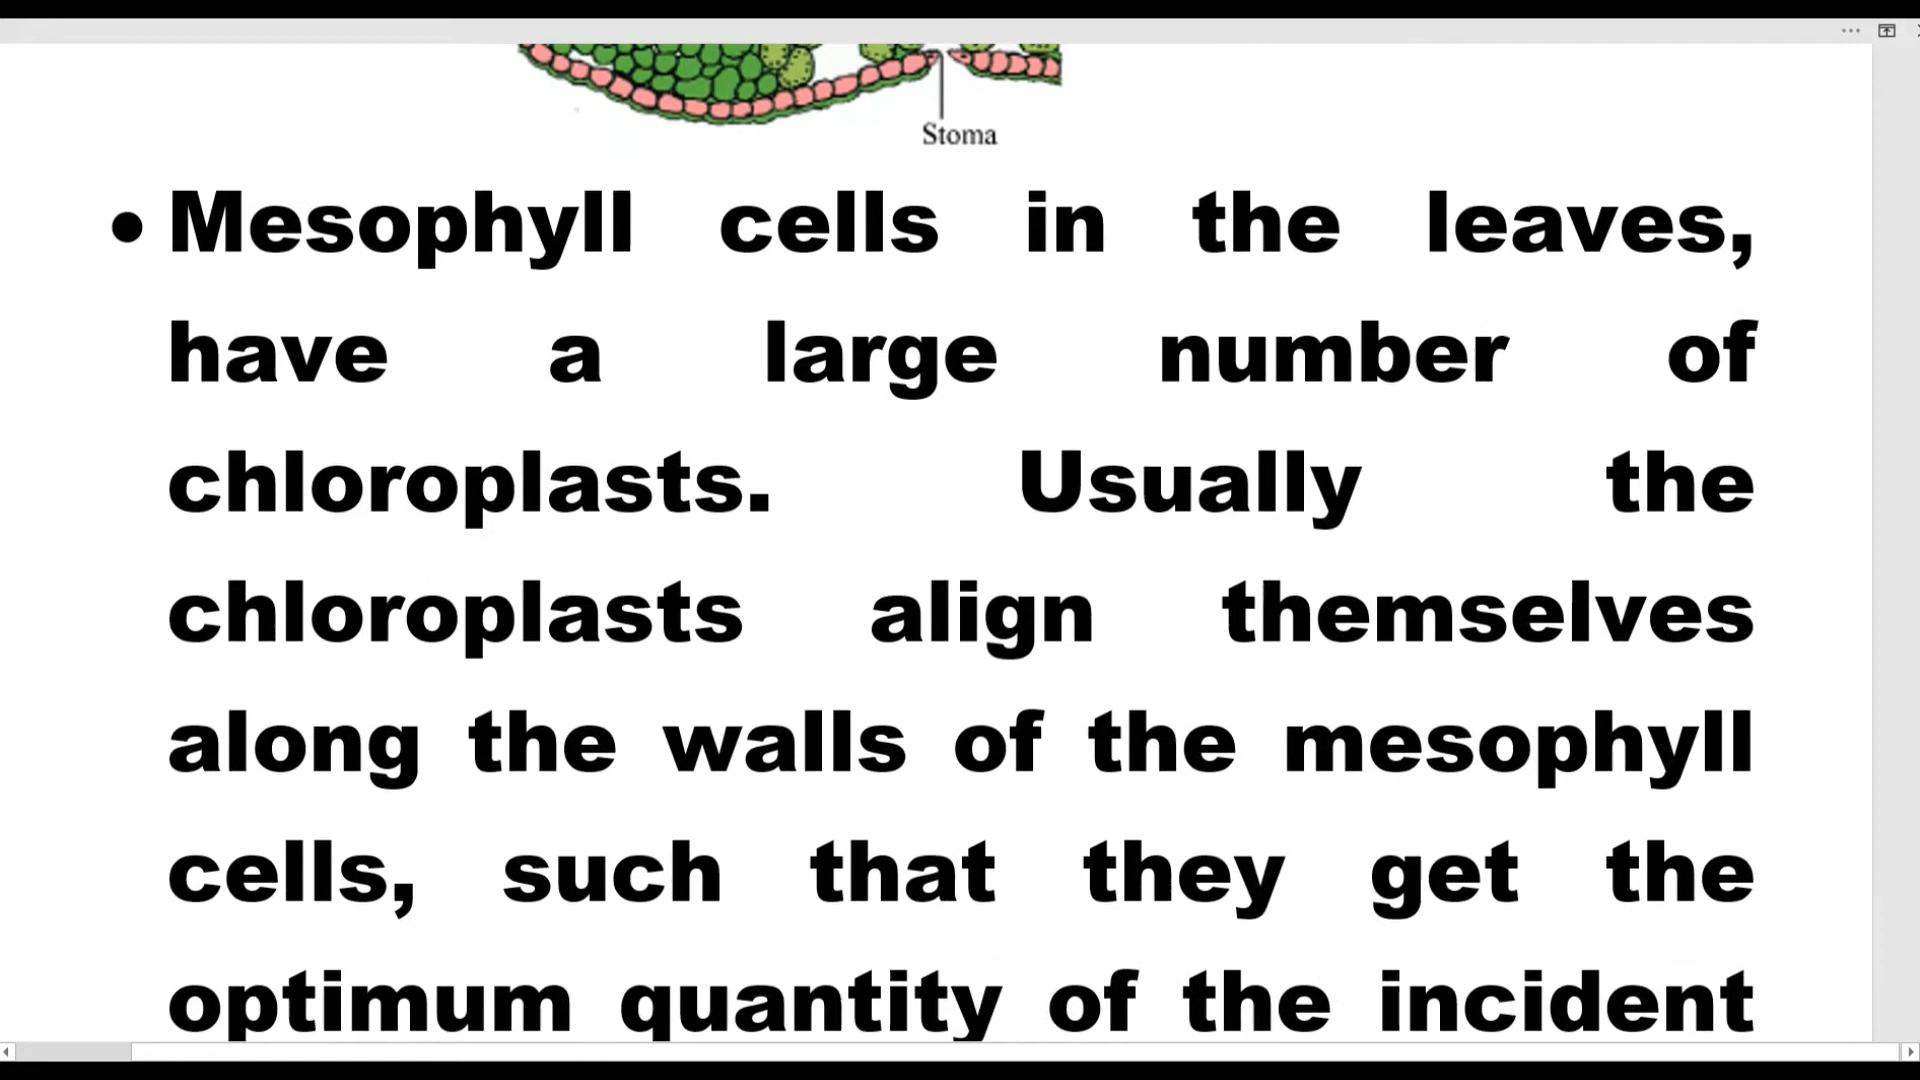 Stoma
• Mesophyll cells in the leaves,
have a large number of
chloroplasts. Usually the
chloroplasts align themselves
along the walls of the mesophyll
cells, such that they get the
optimum quantity of the incident